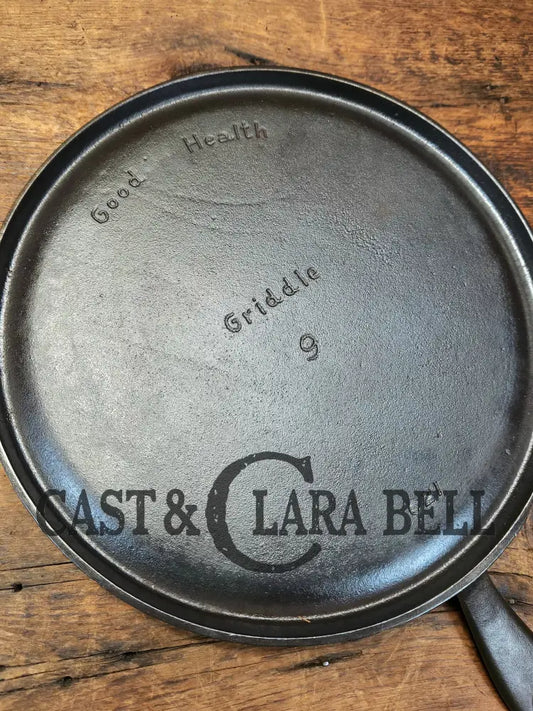 Good Health
Griddle
9
CAST & CLARA BELL